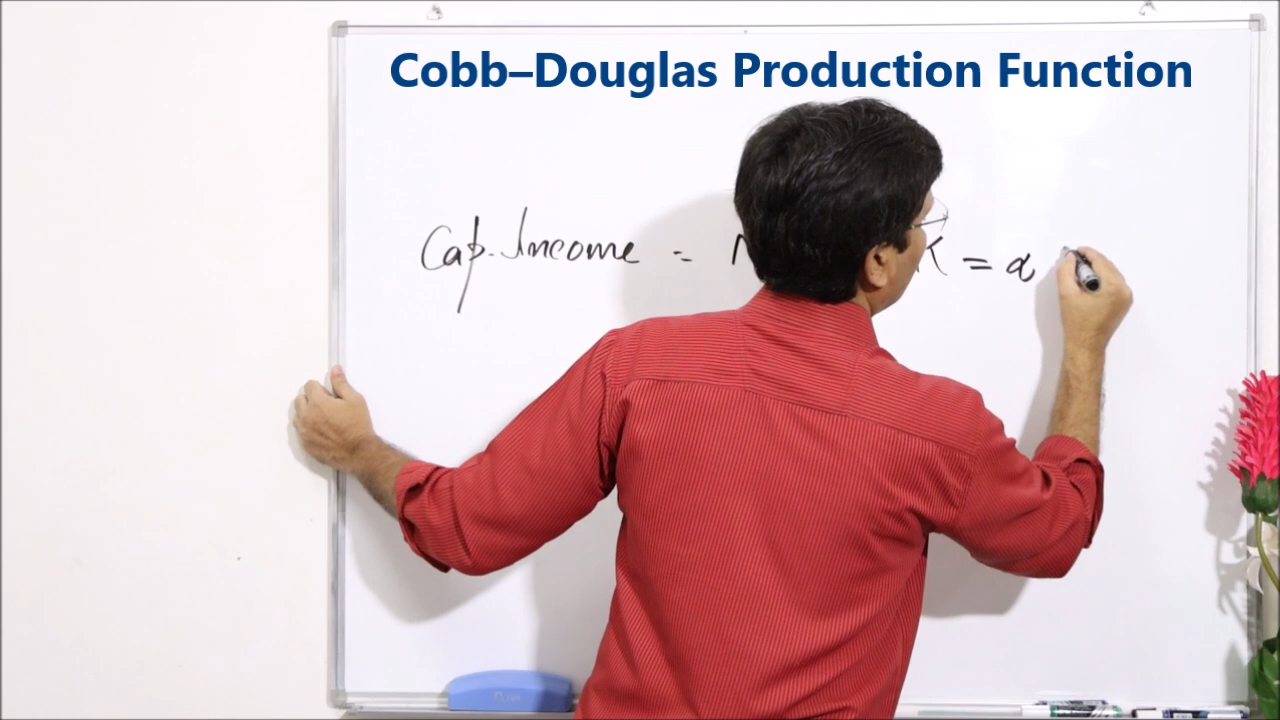 Cobb–Douglas Production Function
Cap. Income = K = α